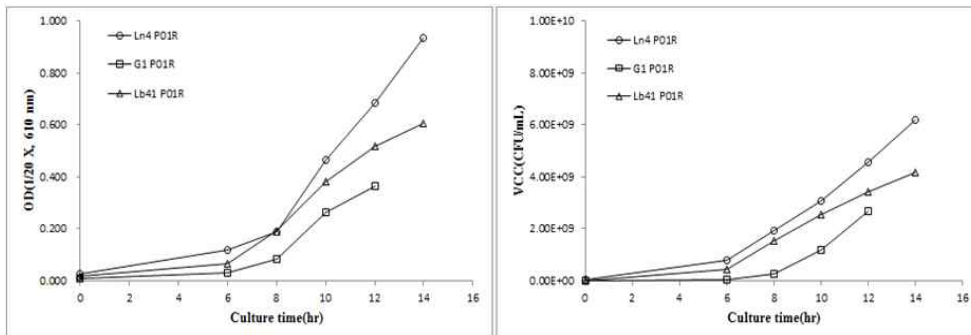 1.000
0.800
0.600
0.400
0.200
0.000
OD(1/20 X, 610 nm)
Ln4 P01R
G1 P01R
Lb41 P01R
0 2 4 6 8 10 12 14 16
Culture time(hr)
1.00E+10
8.00E+09
6.00E+09
4.00E+09
2.00E+09
0.00E+00
VCC(CFU/mL)
Ln4 P01R
G1 P01R
Lb41 P01R
0 2 4 6 8 10 12 14 16
Culture time(hr)